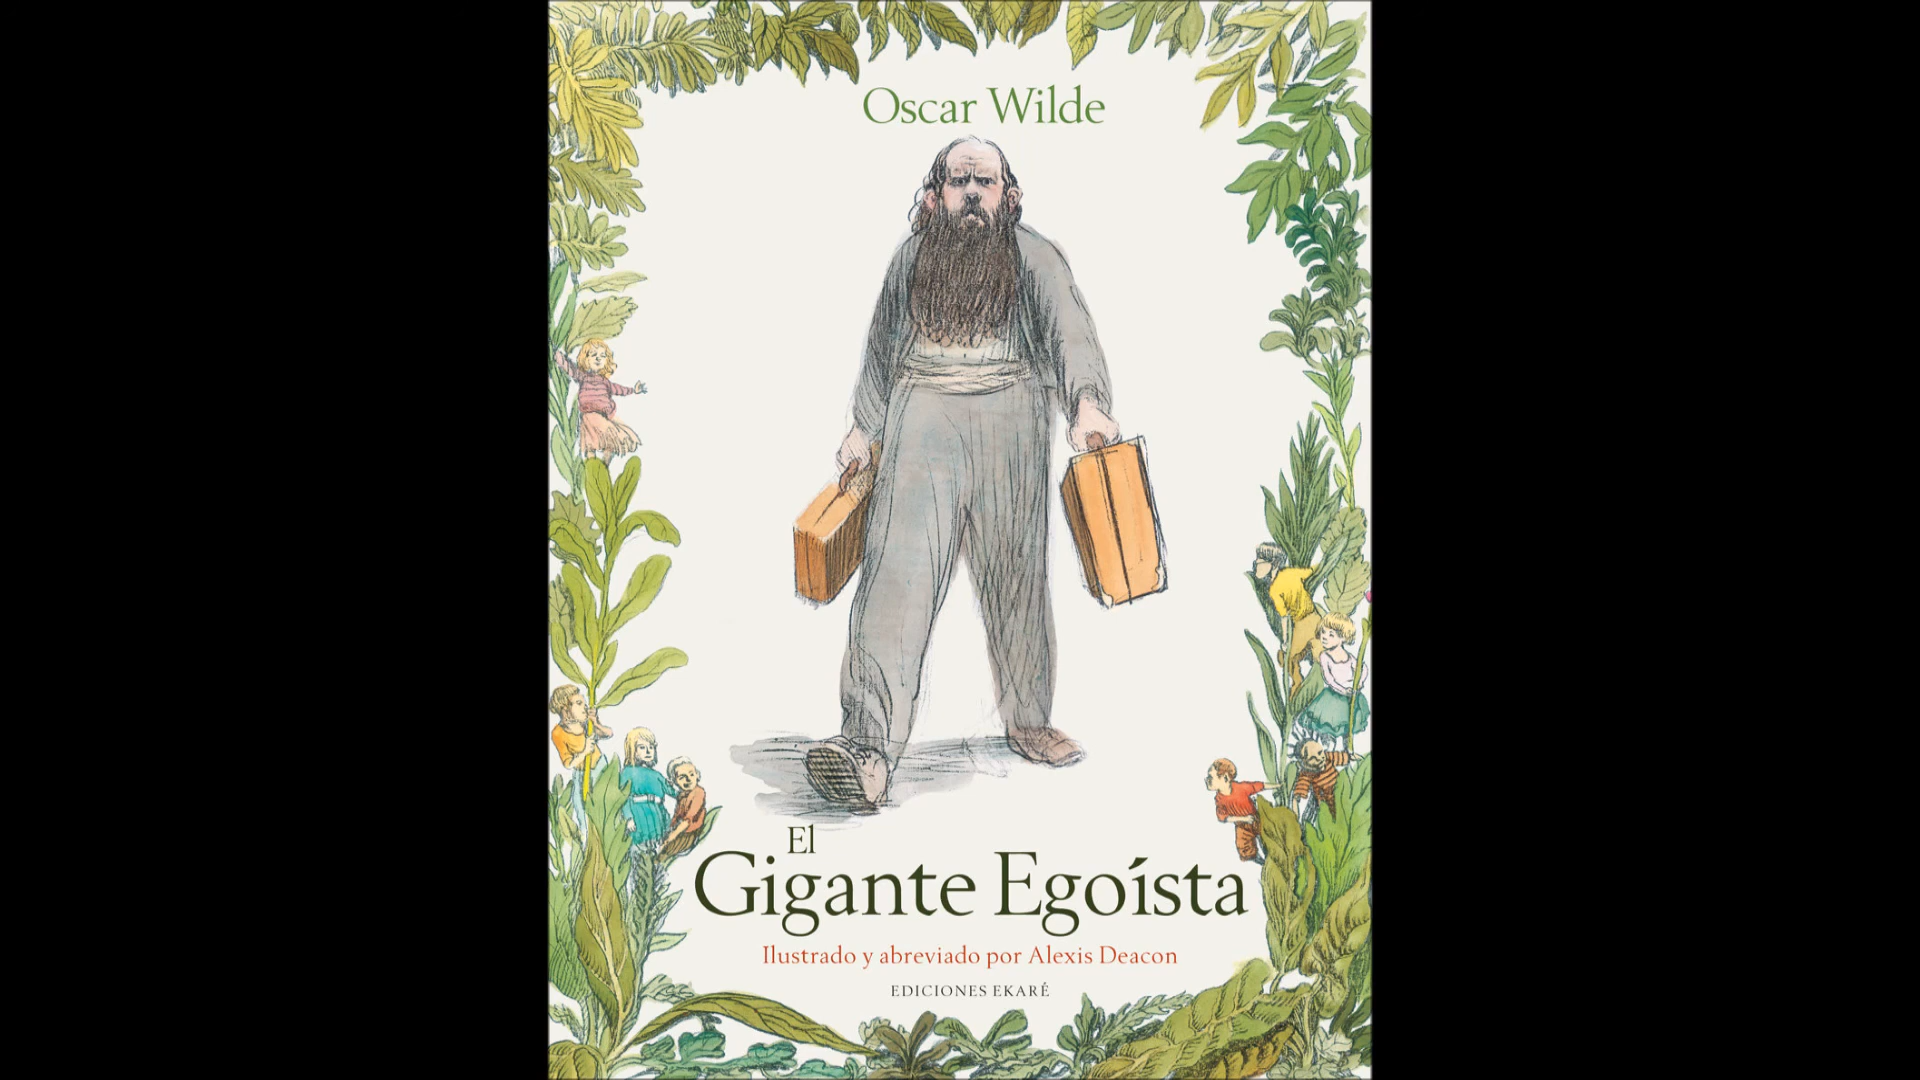 Oscar Wilde
El
Gigante Egoísta
Ilustrado y abreviado por Alexis Deacon
EDICIONES EKARÉ